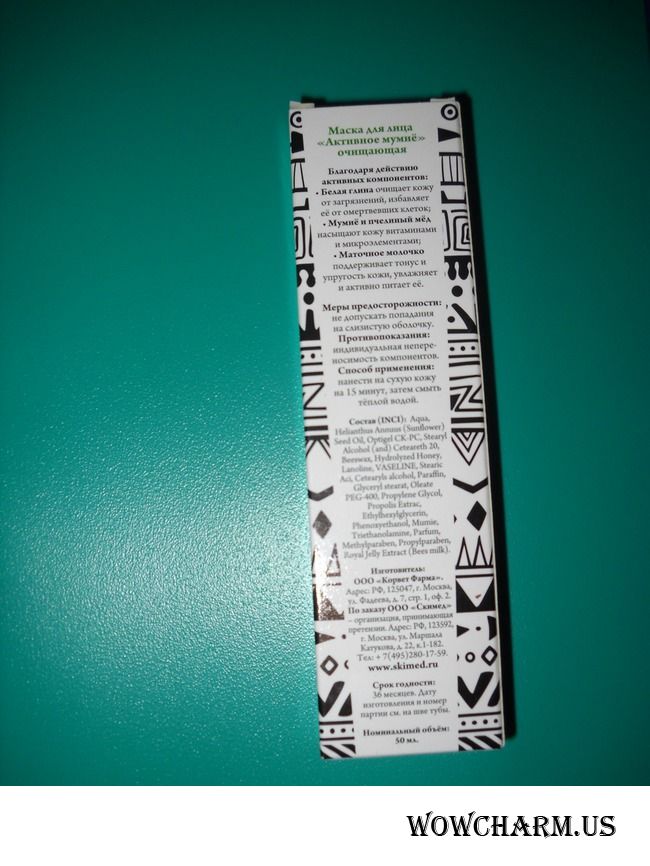 Маска для лица
«Активное мумиё»
очищающая
Благодаря действию
активных компонентов:
• Белая глина очищает кожу
от загрязнений, избавляет
её от омертвевших клеток;
• Мумиё и пчелиный мёд
насыщают кожу витаминами
и микроэлементами;
• Маточное молочко
поддерживает тонус и
упругость кожи, увлажняет
и активно питает её.
Меры предосторожности:
не допускать попадания
на слизистую оболочку.
Противопоказания:
индивидуальная непере-
носимость компонентов.
Способ применения:
нанести на сухую кожу
на 15 минут, затем смыть
тёплой водой.
Состав (INCI): Aqua,
Helianthus Annuus (Sunflower)
Seed Oil, Optigel CK-PC, Stearyl
Alcohol (and) Ceteareth 20,
Beeswax, Hydrolyzed Honey,
Lanoline, VASELINE, Stearic
Aci, Cetearyls alcohol, Paraffin,
Glyceryl stearat, Oleate
PEG-400, Propylene Glycol,
Propolis Extrac,
Ethylhexylglycerin,
Phenoxyethanol, Mumie,
Triethanolamine, Parfum,
Methylparaben, Propylparaben,
Royal Jelly Extract (Bees milk).
Изготовитель:
ООО «Корвет Фарма».
Адрес: РФ, 125047, г. Москва,
ул. Фадеева, д. 7, стр. 1, оф. 2.
По заказу ООО «Скимед»
– организация, принимающая
претензии. Адрес: РФ, 123592,
г. Москва, ул. Маршала
Катукова, д. 22, к.1-182.
Тел: + 7(495)280-17-59.
www.skimed.ru
Срок годности:
36 месяцев. Дату
изготовления и номер
партии см. на шве тубы.
Номинальный объём:
50 мл.
WOWCHARM.US